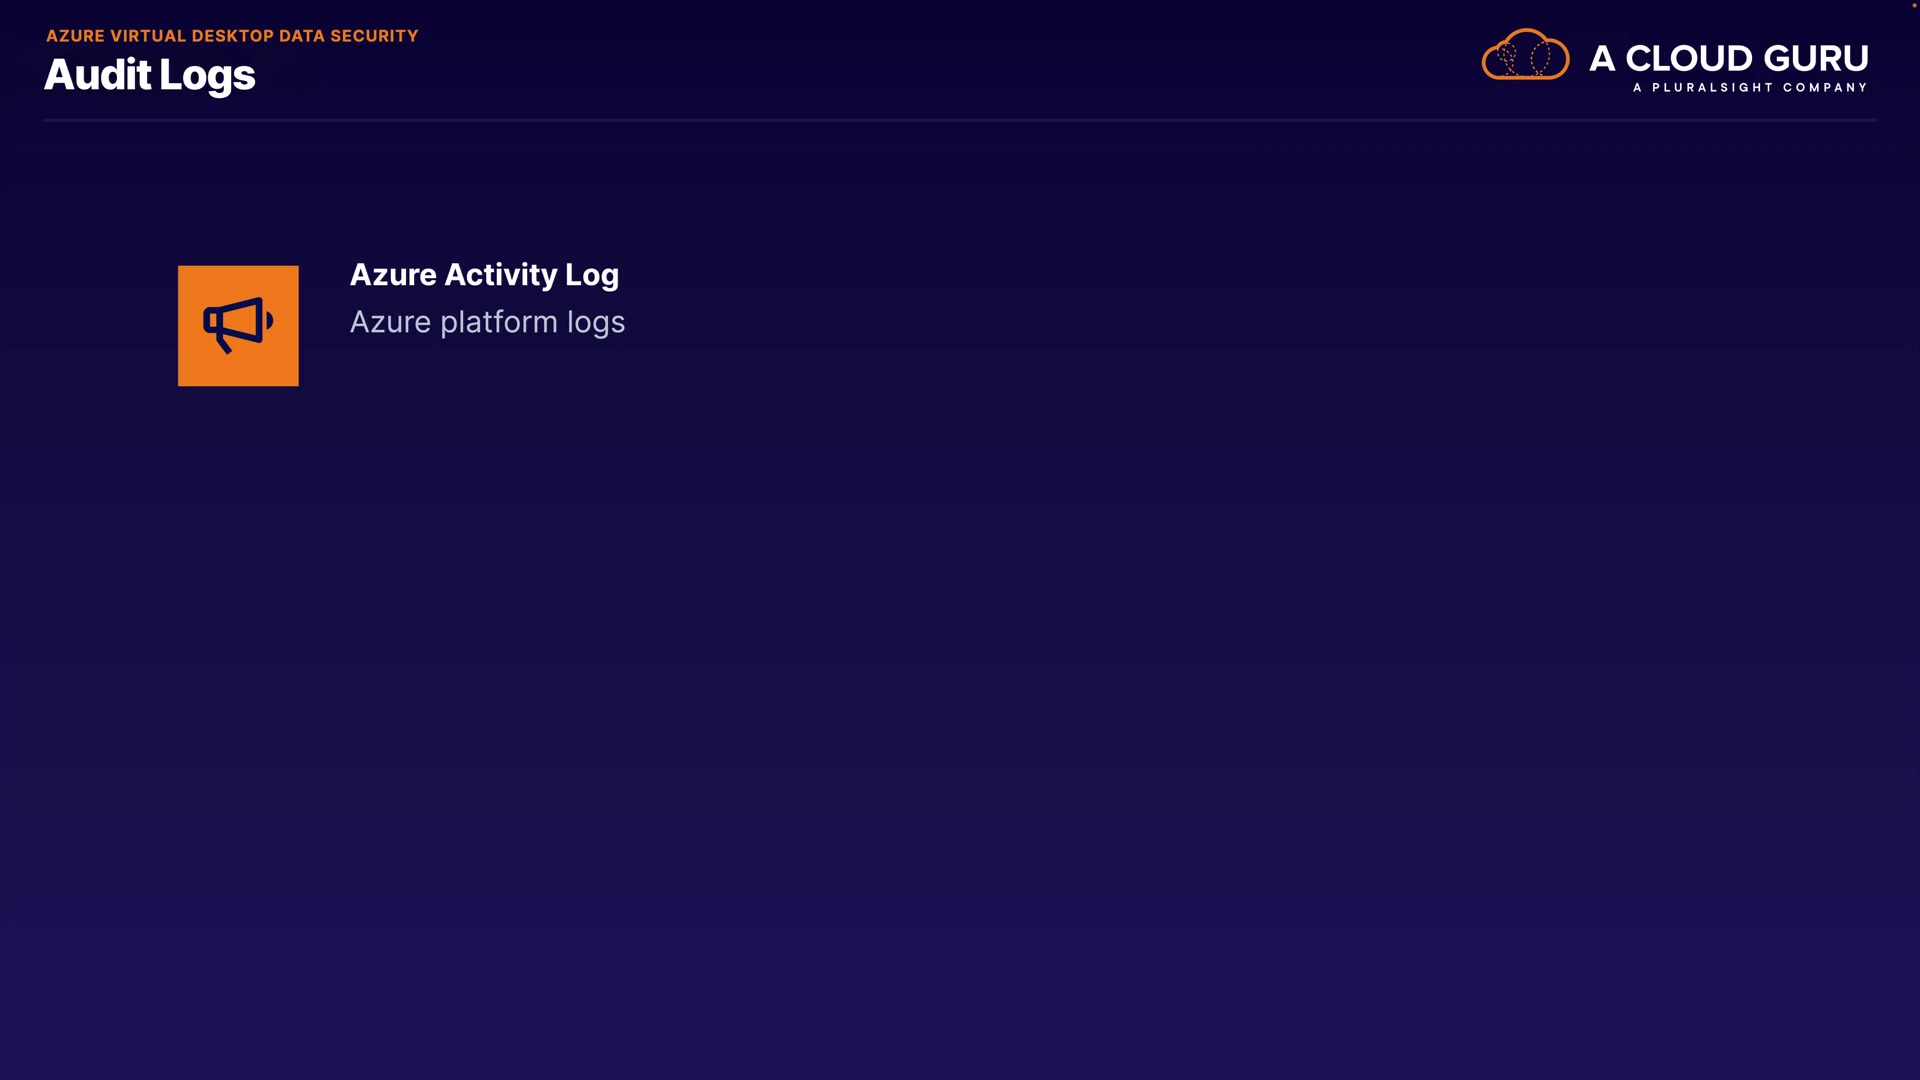 AZURE VIRTUAL DESKTOP DATA SECURITY
Audit Logs
A CLOUD GURU
A PLURALSIGHT COMPANY
Azure Activity Log
Azure platform logs